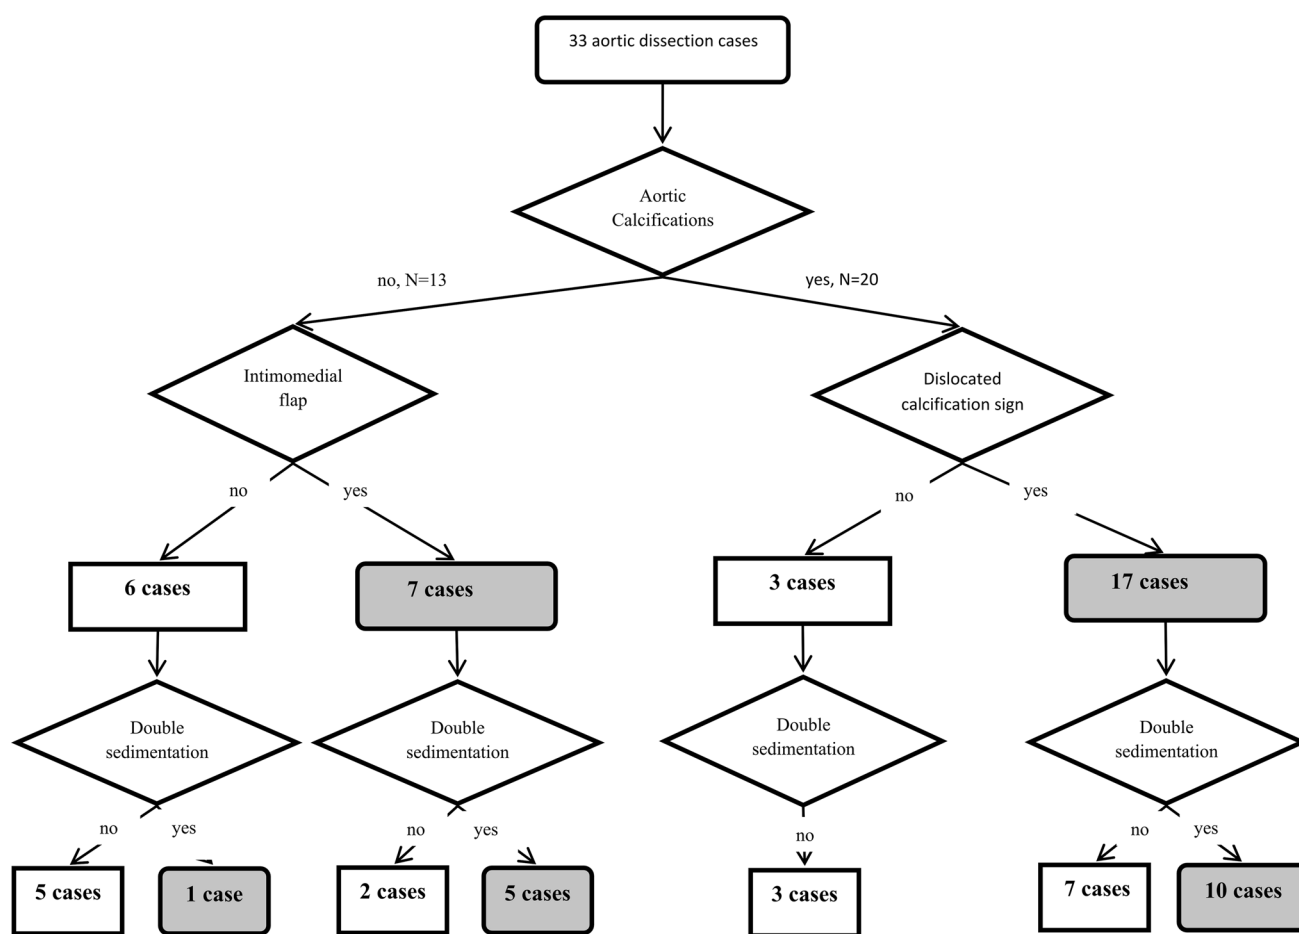 33 aortic dissection cases
Aortic
Calcifications
no, N=13
yes, N=20
Intimomedial
flap
Dislocated
calcification sign
no
yes
no
yes
6 cases
7 cases
3 cases
17 cases
Double
sedimentation
Double
sedimentation
Double
sedimentation
Double
sedimentation
no
yes
no
yes
no
no
yes
5 cases
1 case
2 cases
5 cases
3 cases
7 cases
10 cases